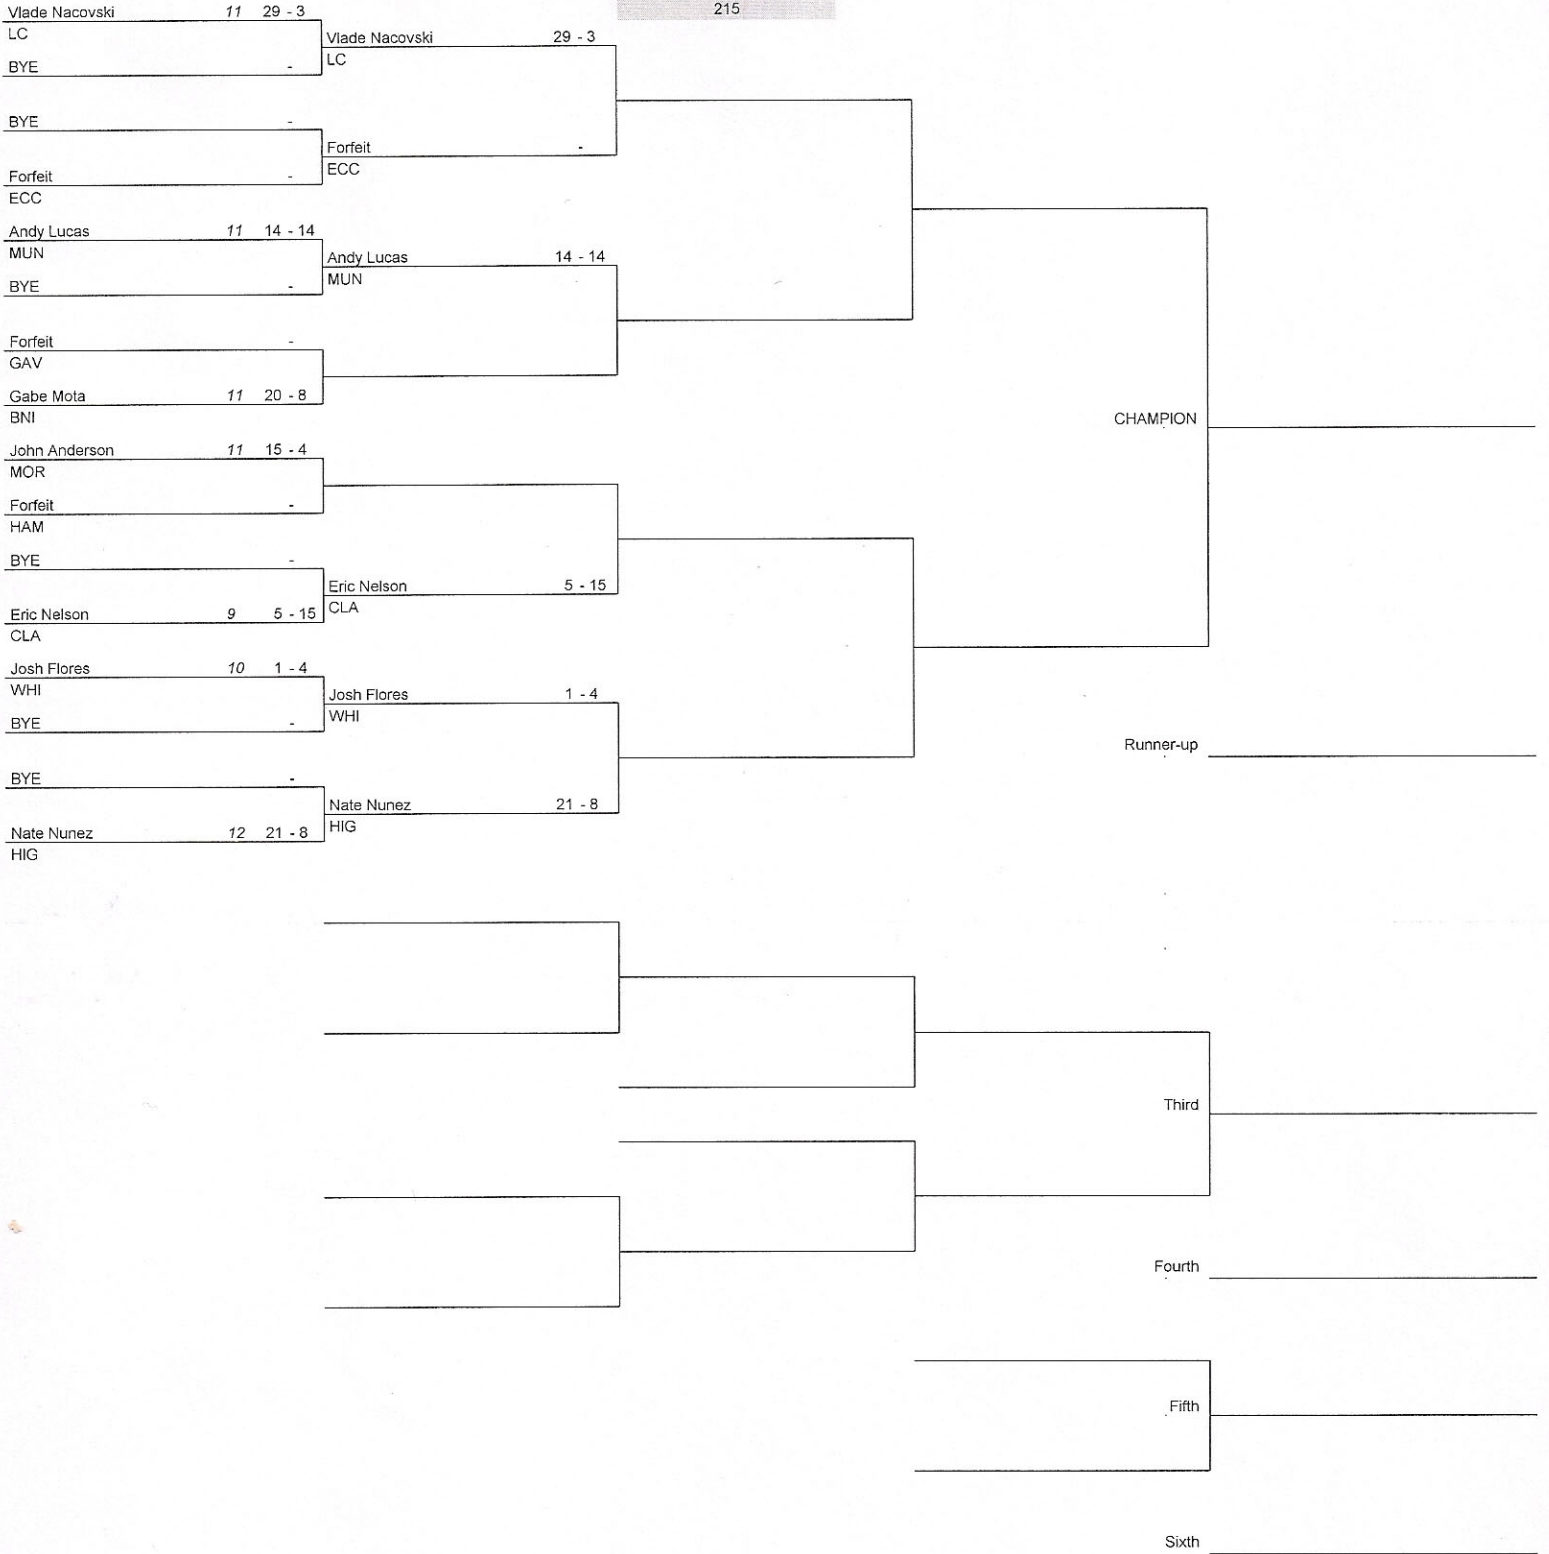 Vlade Nacovski 11 29 - 3
LC
BYE -
BYE -
Forfeit -
ECC
Andy Lucas 11 14 - 14
MUN
BYE -
Forfeit -
GAV
Gabe Mota 11 20 - 8
BNI
John Anderson 11 15 - 4
MOR
Forfeit -
HAM
BYE -
Eric Nelson 9 5 - 15
CLA
Josh Flores 10 1 - 4
WHI
BYE -
BYE -
Nate Nunez 12 21 - 8
HIG
Vlade Nacovski 29 - 3
LC
Forfeit -
ECC
Andy Lucas 14 - 14
MUN
Eric Nelson 5 - 15
CLA
Josh Flores 1 - 4
WHI
Nate Nunez 21 - 8
HIG
215
CHAMPION
Runner-up
Third
Fourth
Fifth
Sixth